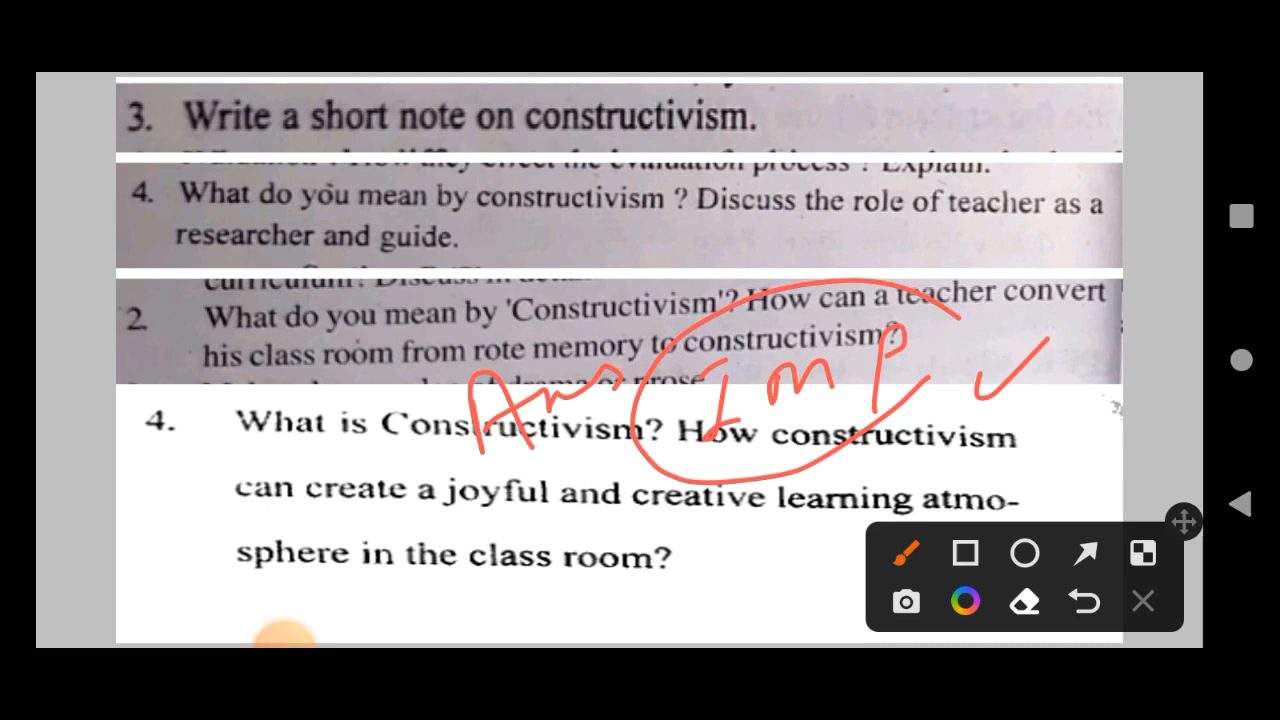 3. Write a short note on constructivism.
4. What do you mean by constructivism ? Discuss the role of teacher as a
researcher and guide.
2. What do you mean by 'Constructivism'? How can a teacher convert
his class room from rote memory to constructivism?
Ans Imp
4. What is Constructivism? How constructivism
can create a joyful and creative learning atmo-
sphere in the class room?